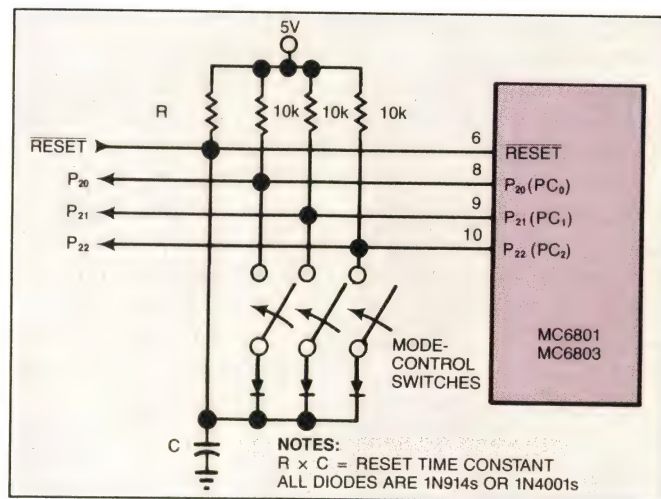 5V
R
10k
10k
10k
RESET
6
RESET
P₂₀
8
P₂₀ (PC₀)
P₂₁
9
P₂₁ (PC₁)
P₂₂
10
P₂₂ (PC₂)
MODE-
CONTROL
SWITCHES
MC6801
MC6803
C
NOTES:
R × C = RESET TIME CONSTANT
ALL DIODES ARE 1N914s OR 1N4001s